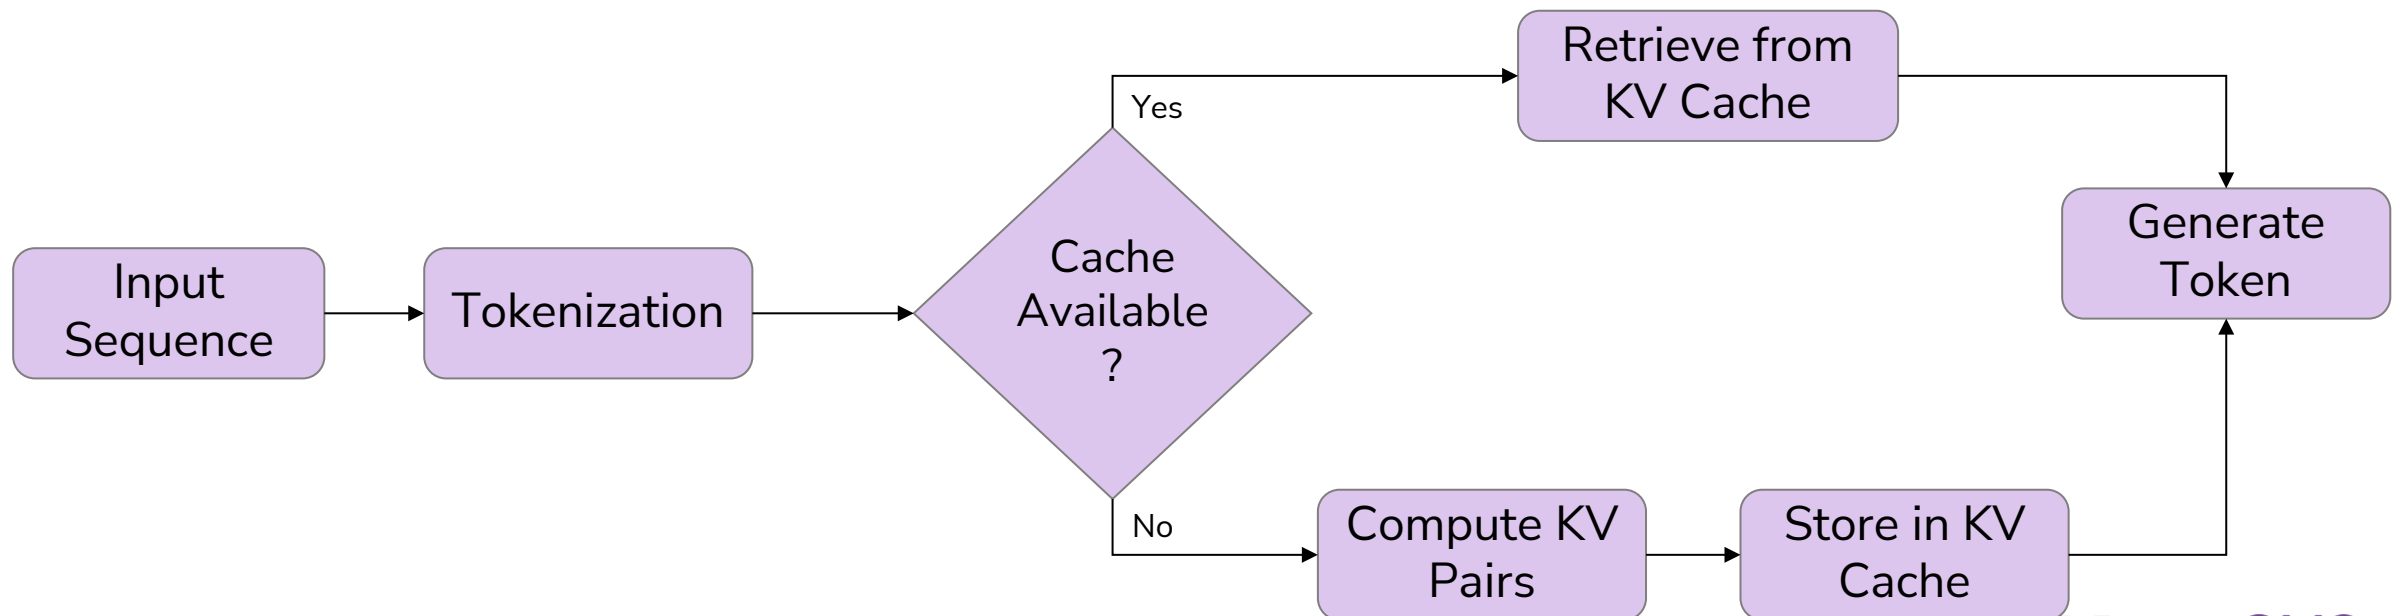 Retrieve from
KV Cache
Yes
Generate
Token
Input
Sequence
Tokenization
Cache
Available
?
No
Compute KV
Pairs
Store in KV
Cache